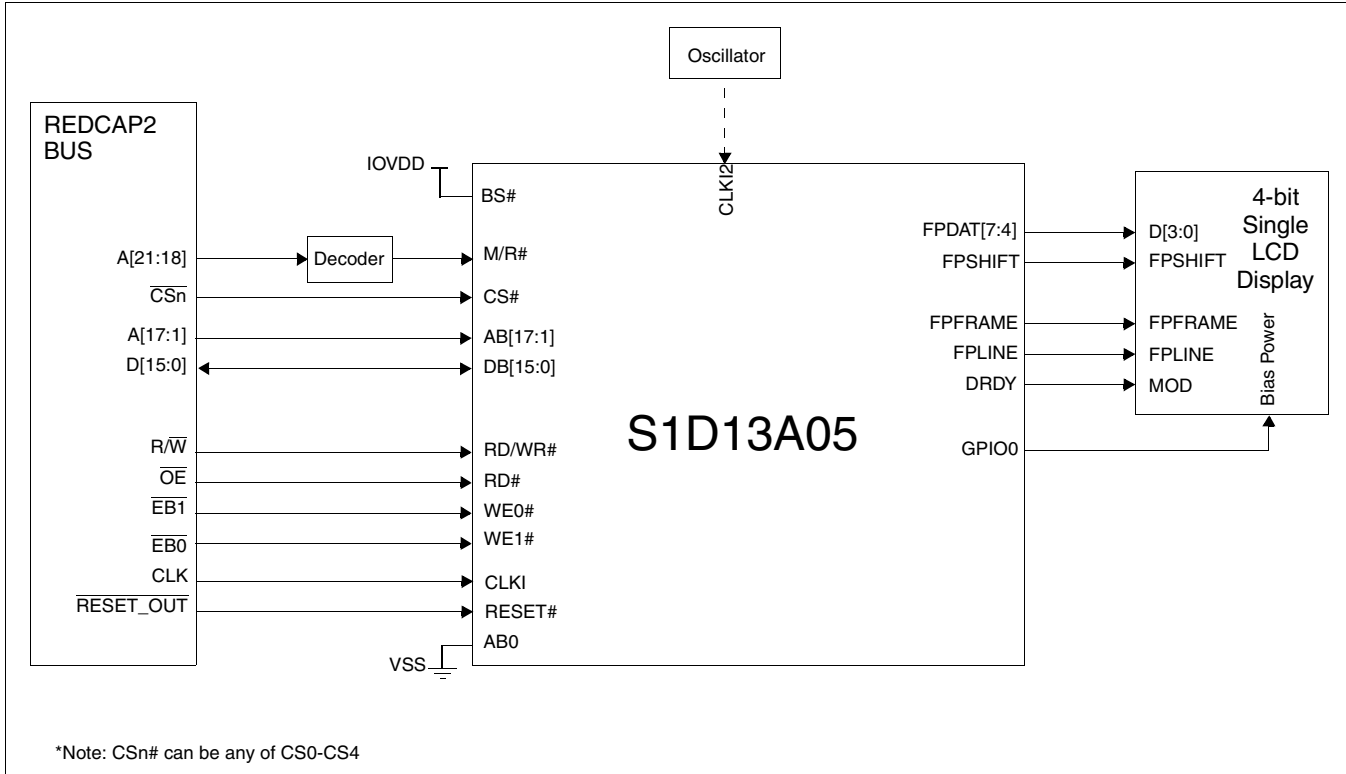 Oscillator
REDCAP2
BUS
IOVDD
BS#
CLKI2
A[21:18]
Decoder
M/R#
CSn
CS#
A[17:1]
AB[17:1]
D[15:0]
DB[15:0]
R/W
RD/WR#
OE
RD#
EB1
WE0#
EB0
WE1#
CLK
CLKI
RESET_OUT
RESET#
AB0
VSS
S1D13A05
FPDAT[7:4]
FPSHIFT
FPFRAME
FPLINE
DRDY
GPIO0
4-bit
Single
LCD
Display
D[3:0]
FPSHIFT
FPFRAME
FPLINE
MOD
Bias Power
*Note: CSn# can be any of CS0-CS4